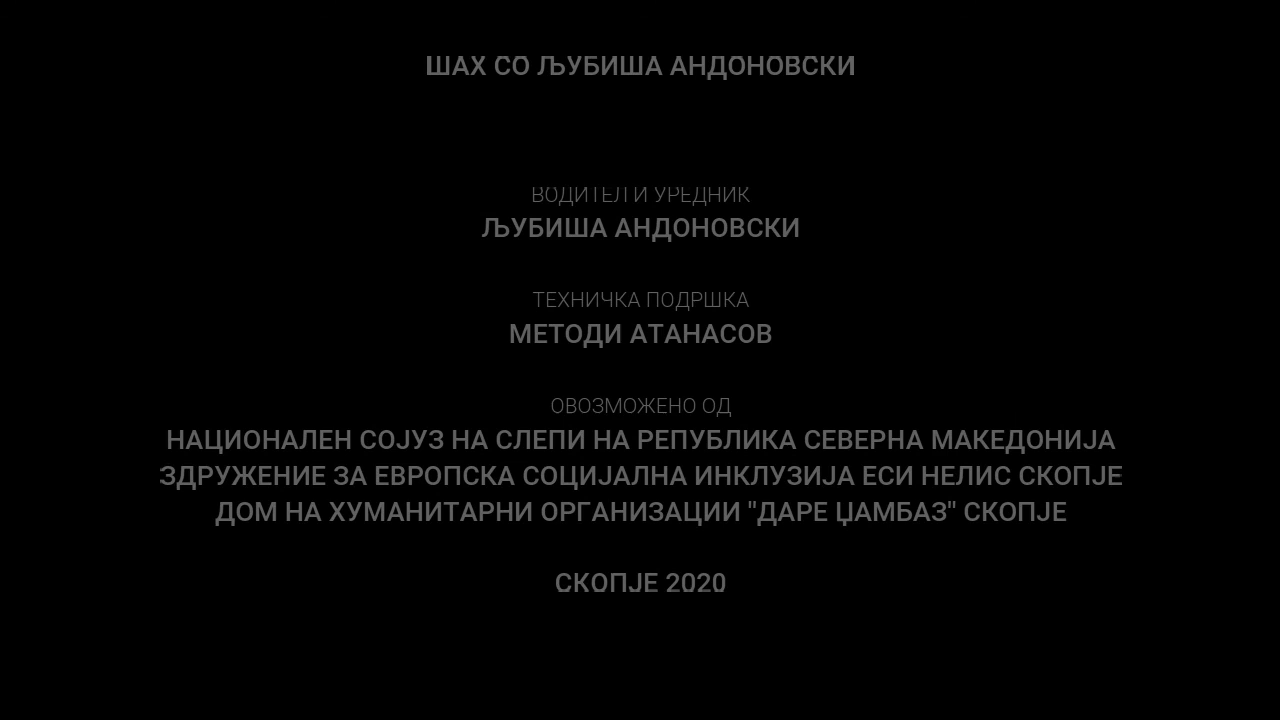 ШАХ СО ЉУБИША АНДОНОВСКИ
ВОДИТЕЛ И УРЕДНИК
ЉУБИША АНДОНОВСКИ
ТЕХНИЧКА ПОДРШКА
МЕТОДИ АТАНАСОВ
ОВОЗМОЖЕНО ОД
НАЦИОНАЛЕН СОЈУЗ НА СЛЕПИ НА РЕПУБЛИКА СЕВЕРНА МАКЕДОНИЈА
ЗДРУЖЕНИЕ ЗА ЕВРОПСКА СОЦИЈАЛНА ИНКЛУЗИЈА ЕСИ НЕЛИС СКОПЈЕ
ДОМ НА ХУМАНИТАРНИ ОРГАНИЗАЦИИ "ДАРЕ ЏАМБАЗ" СКОПЈЕ
СКОПЈЕ 2020